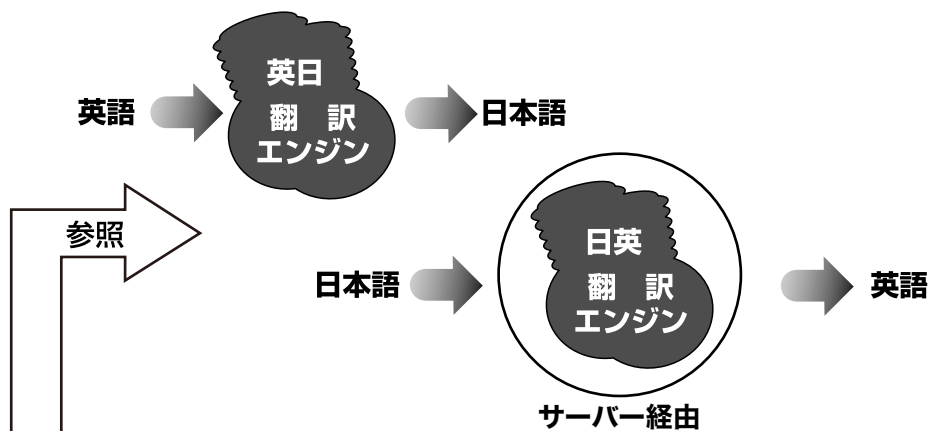 英日
翻　訳
エンジン
英語
日本語
参照
日英
翻　訳
エンジン
日本語
英語
サーバー経由